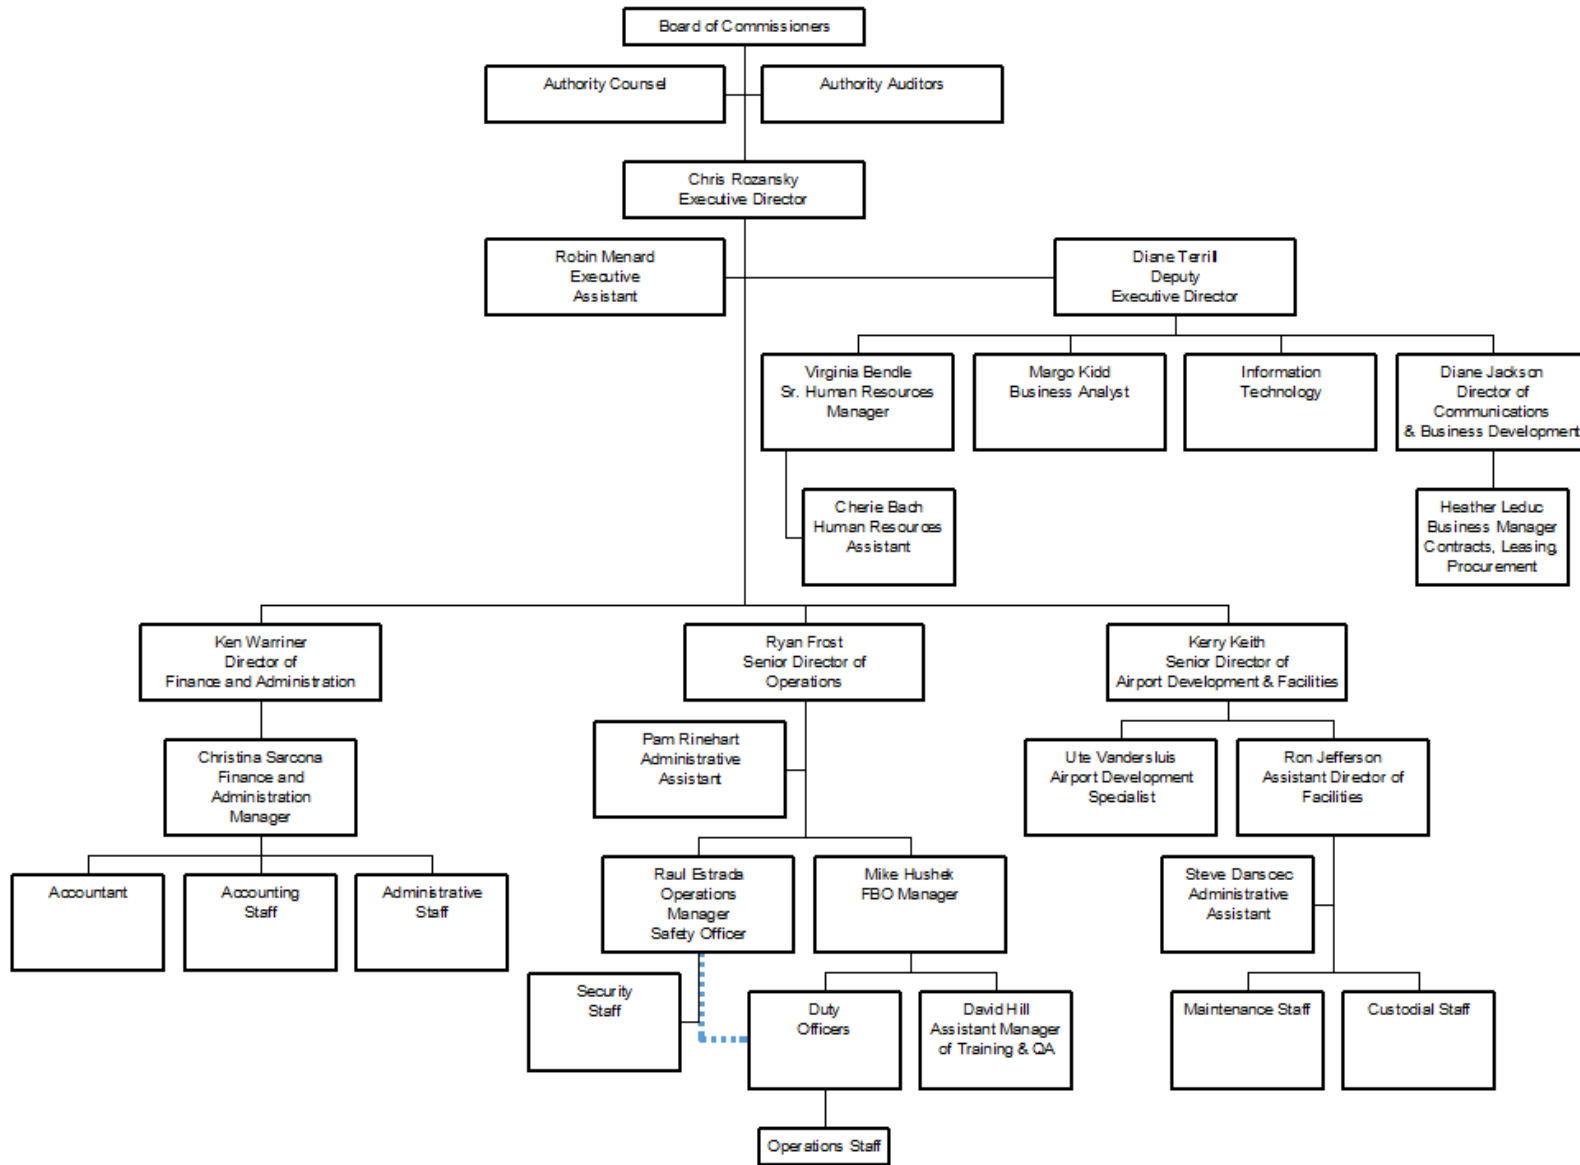 Board of Commissioners
Authority Counsel
Authority Auditors
Chris Rozansky
Executive Director
Robin Menard
Executive
Assistant
Diane Terrill
Deputy
Executive Director
Virginia Bendle
Sr. Human Resources
Manager
Margo Kidd
Business Analyst
Information
Technology
Diane Jackson
Director of
Communications
& Business Development
Cherie Bach
Human Resources
Assistant
Heather Leduc
Business Manager
Contracts, Leasing,
Procurement
Ken Warriner
Director of
Finance and Administration
Ryan Frost
Senior Director of
Operations
Kerry Keith
Senior Director of
Airport Development & Facilities
Christina Sarcona
Finance and
Administration
Manager
Pam Rinehart
Administrative
Assistant
Ute Vandersluis
Airport Development
Specialist
Ron Jefferson
Assistant Director of
Facilities
Accountant
Accounting
Staff
Administrative
Staff
Raul Estrada
Operations
Manager
Safety Officer
Mike Hushek
FBO Manager
Steve Danscec
Administrative
Assistant
Security
Staff
Duty
Officers
David Hill
Assistant Manager
of Training & QA
Maintenance Staff
Custodial Staff
Operations Staff